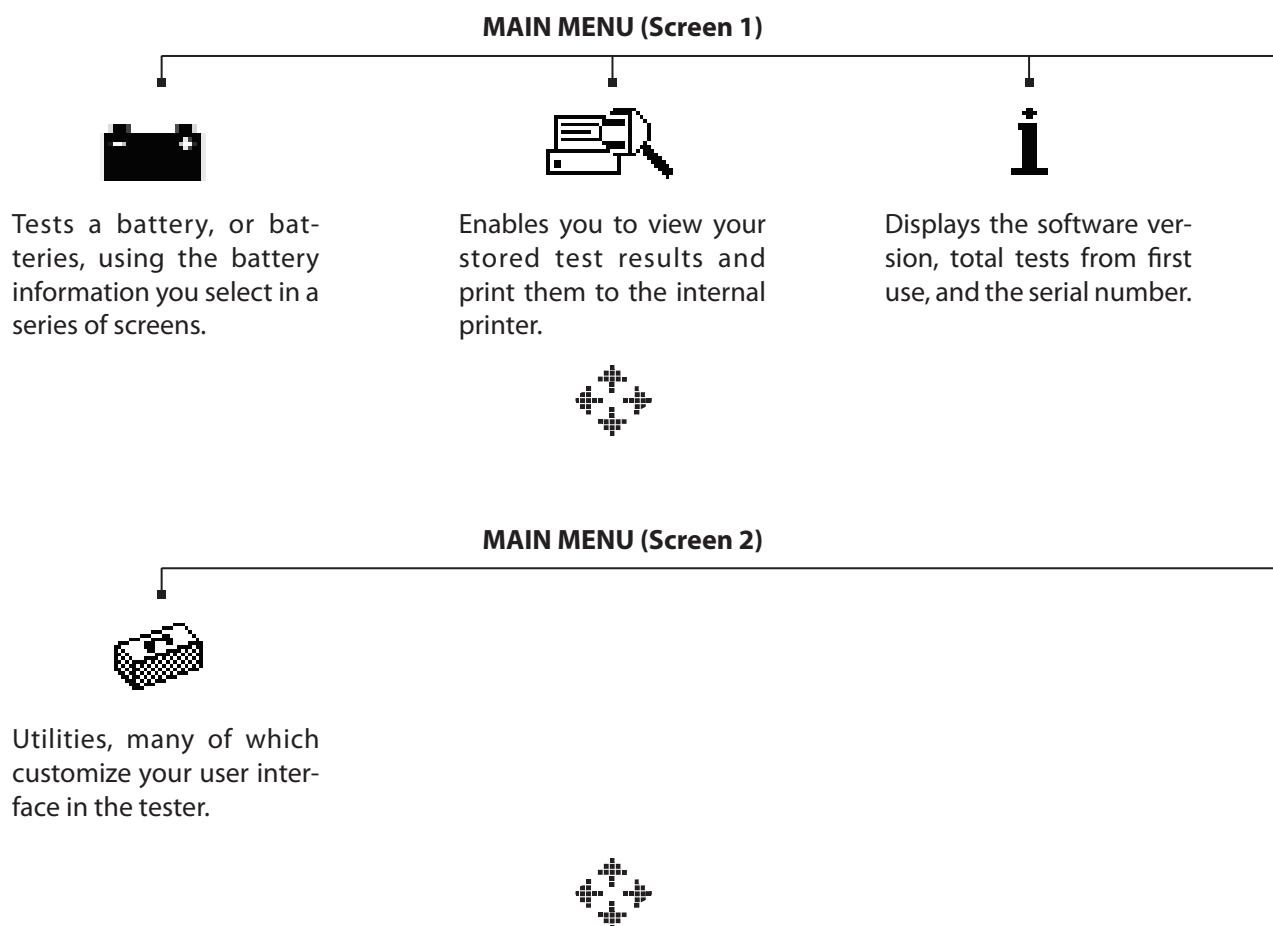 MAIN MENU (Screen 1)
Tests a battery, or bat-
teries, using the battery
information you select in a
series of screens.
Enables you to view your
stored test results and
print them to the internal
printer.
Displays the software ver-
sion, total tests from first
use, and the serial number.
MAIN MENU (Screen 2)
Utilities, many of which
customize your user inter-
face in the tester.